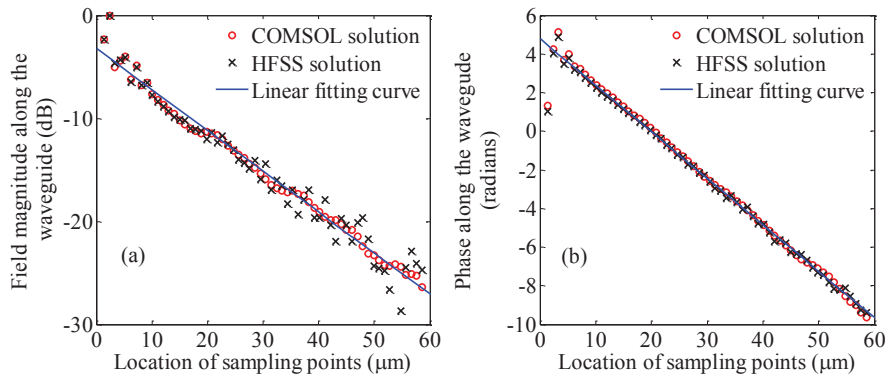 0
-10
-20
-30
0 10 20 30 40 50 60
Field magnitude along the
waveguide (dB)
Location of sampling points (μm)
COMSOL solution
HFSS solution
Linear fitting curve
(a)
6
4
2
0
-2
-4
-6
-8
-10
0 10 20 30 40 50 60
Phase along the wavegude
(radians)
Location of sampling points (μm)
COMSOL solution
HFSS solution
Linear fitting curve
(b)